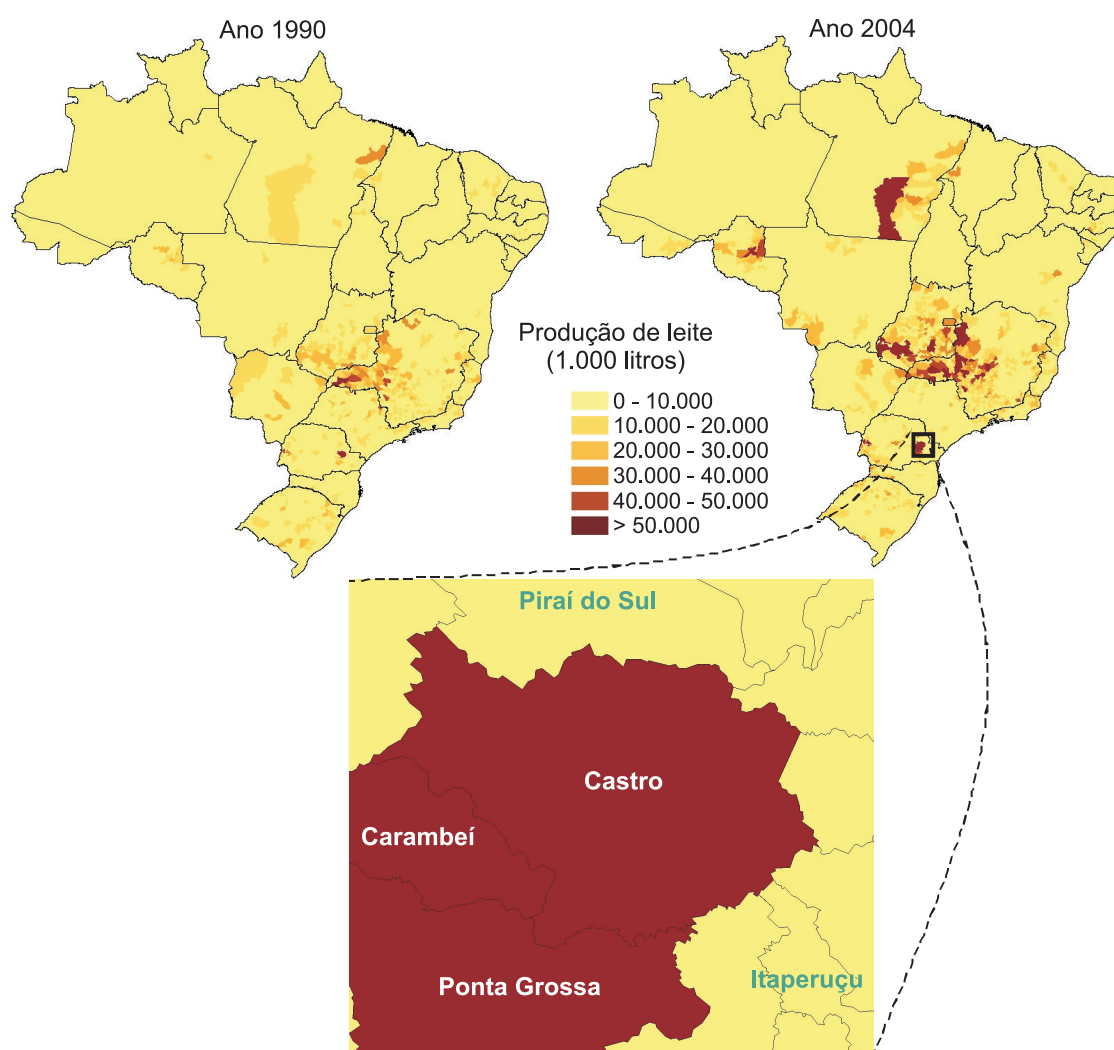 Ano 1990
Ano 2004
Produção de leite
(1.000 litros)
0 - 10.000
10.000 - 20.000
20.000 - 30.000
30.000 - 40.000
40.000 - 50.000
> 50.000
Piraí do Sul
Castro
Carambeí
Ponta Grossa
Itaperuçu